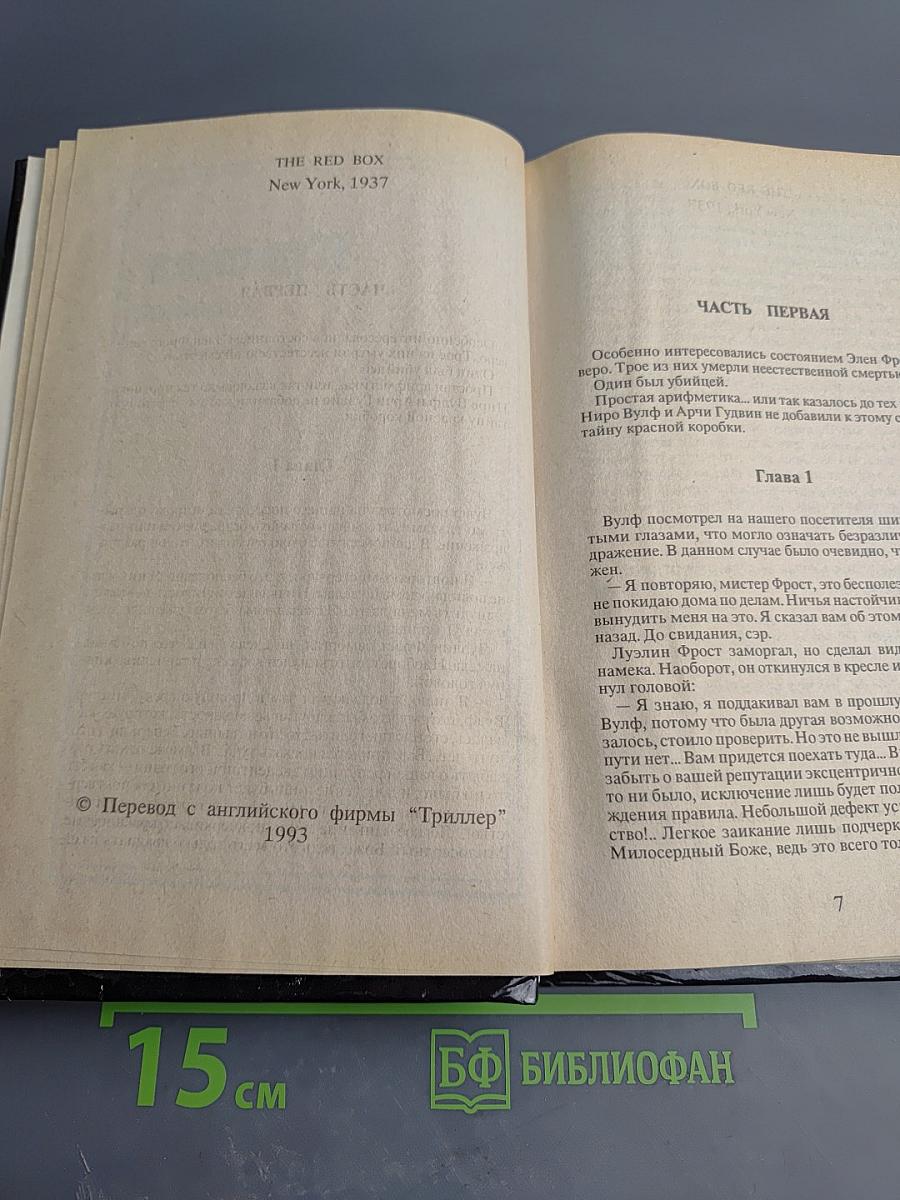 THE RED BOX
New York, 1937
© Перевод с английского фирмы “Триллер”
1993
ЧАСТЬ ПЕРВАЯ
Особенно интересовались состоянием Элен Фр
веро. Трое из них умерли неестественной смертью
Один был убийцей.
Простая арифметика... или так казалось до тех
Ниро Вулф и Арчи Гудвин не добавили к этому с
тайну красной коробки.
Глава 1
Вулф посмотрел на нашего посетителя ши
тыми глазами, что могло означать безразлич
дражение. В данном случае было очевидно, ч
жен.
— Я повторяю, мистер Фрост, это бесполез
не покидаю дома по делам. Ничья настойчи
вынудить меня на это. Я сказал вам об этом
назад. До свидания, сэр.
Луэлин Фрост заморгал, но сделал вид
намека. Наоборот, он откинулся в кресле и
нул головой:
— Я знаю, я поддакивал вам в прошлу
Вулф, потому что была другая возможно
залось, стоило проверить. Но это не вышл
пути нет... Вам придется поехать туда... В
забыть о вашей репутации эксцентрично
то ни было, исключение лишь будет пол
ждения правила. Небольшой дефект ус
ство!.. Легкое заикание лишь подчерк
Милосердный Боже, ведь это всего тол
7
15 см
БФ БИБЛИОФАН